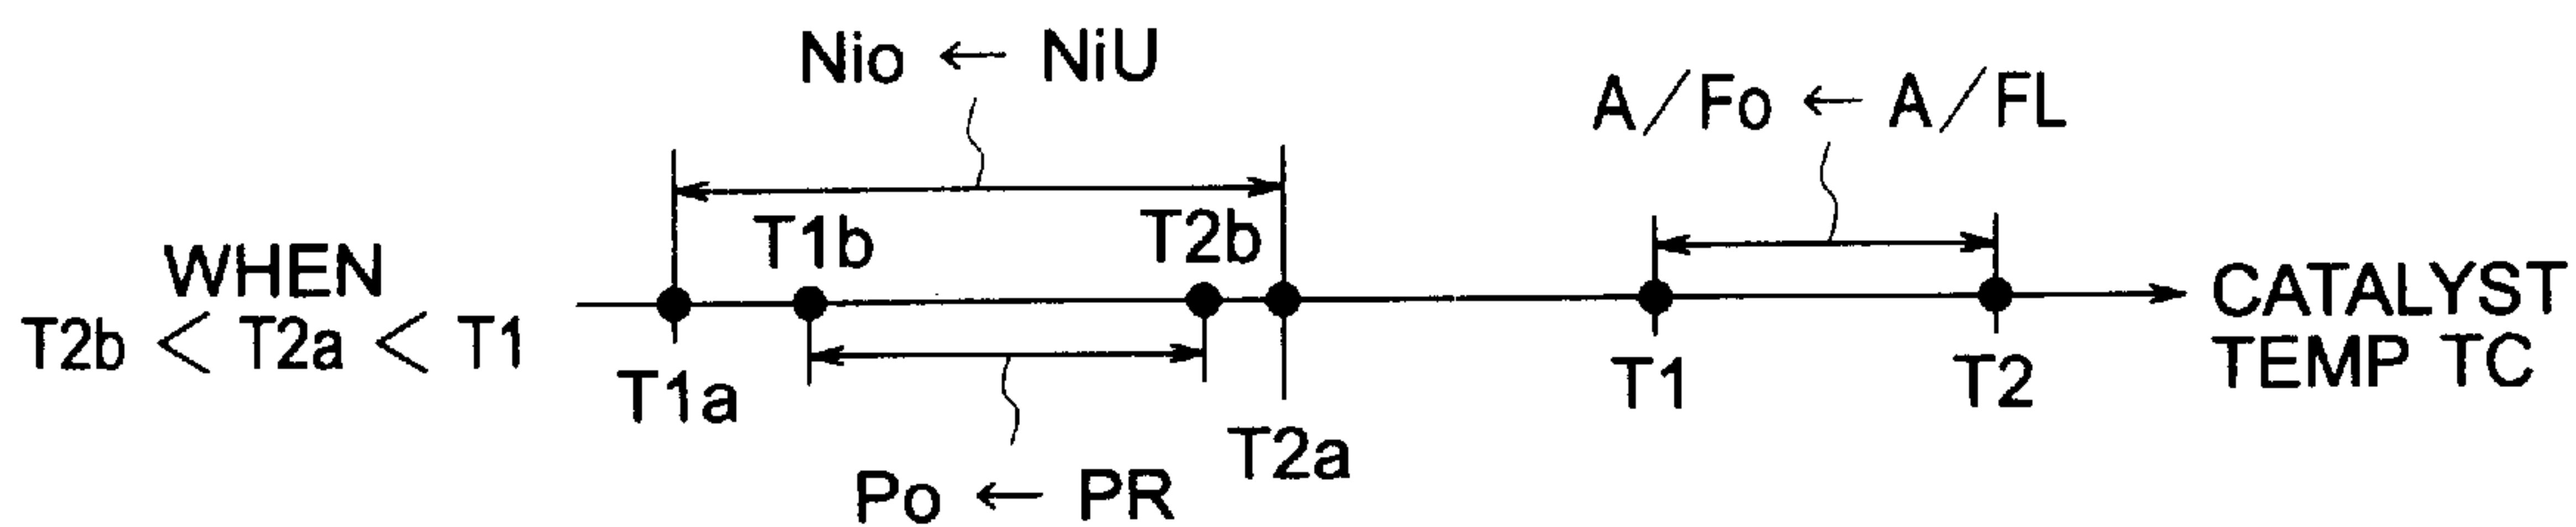 Nio ← NiU
A/Fo ← A/FL
T1b
T2b
WHEN
T2b < T2a < T1
CATALYST
TEMP TC
T1a
T1
T2
T2a
Po ← PR